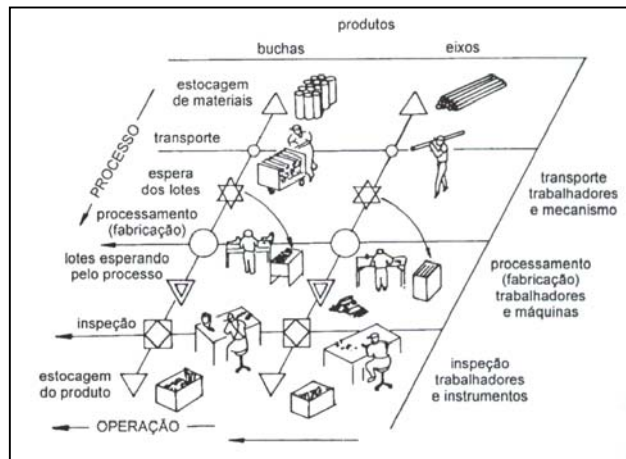 produtos
buchas
eixos
estocagem
de materiais
transporte
PROCESSO
espera
dos lotes
transporte
trabalhadores
e mecanismo
processamento
(fabricação)
lotes esperando
pelo processo
processamento
(fabricação)
trabalhadores
e máquinas
inspeção
inspeção
trabalhadores
e instrumentos
estocagem
do produto
OPERAÇÃO